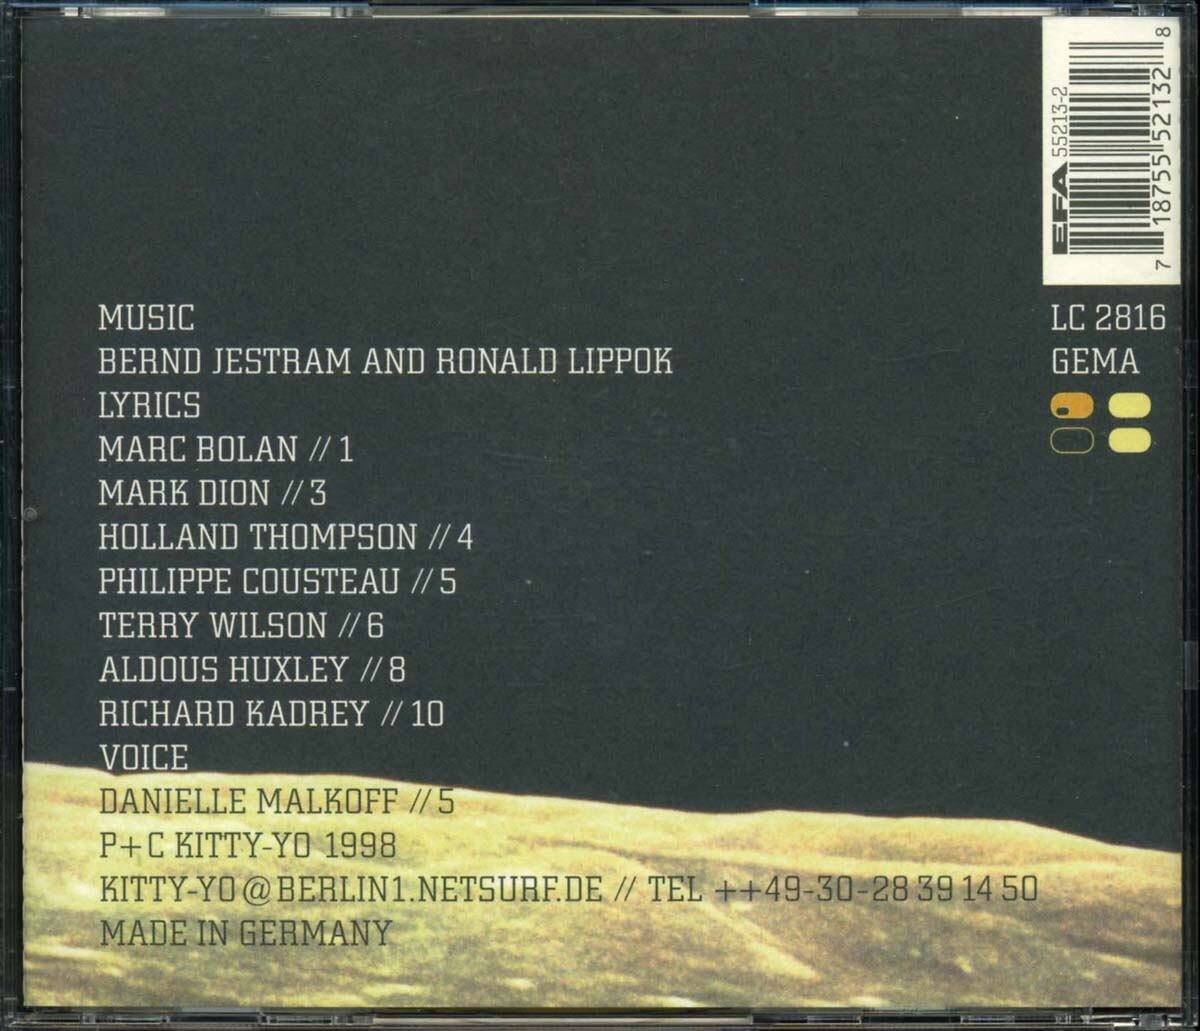 MUSIC
BERND JESTRAM AND RONALD LIPPOK
LYRICS
MARC BOLAN // 1
MARK DION // 3
HOLLAND THOMPSON // 4
PHILIPPE COUSTEAU // 5
TERRY WILSON // 6
ALDOUS HUXLEY // 8
RICHARD KADREY // 10
VOICE
DANIELLE MALKOFF // 5
P+C KITTY-YO 1998
KITTY-YO@BERLIN1.NETSURF.DE // TEL ++49-30-28 39 14 50
MADE IN GERMANY
EFA 55213-2
7 18755 52132 8
LC 2816
GEMA